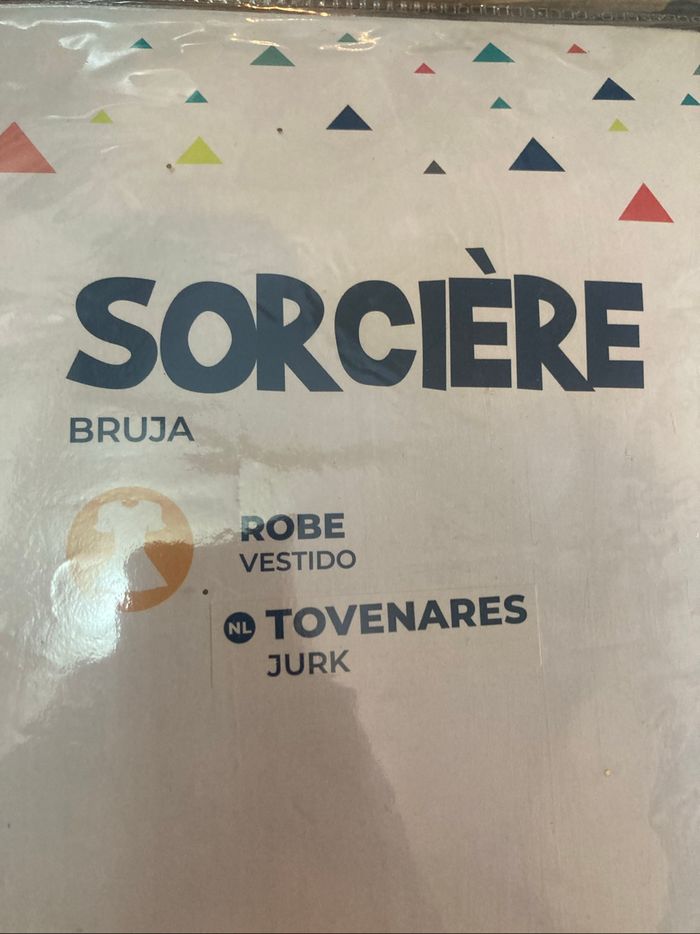 SORCIÈRE
BRUJA
ROBE
VESTIDO
NL TOVENARES
JURK